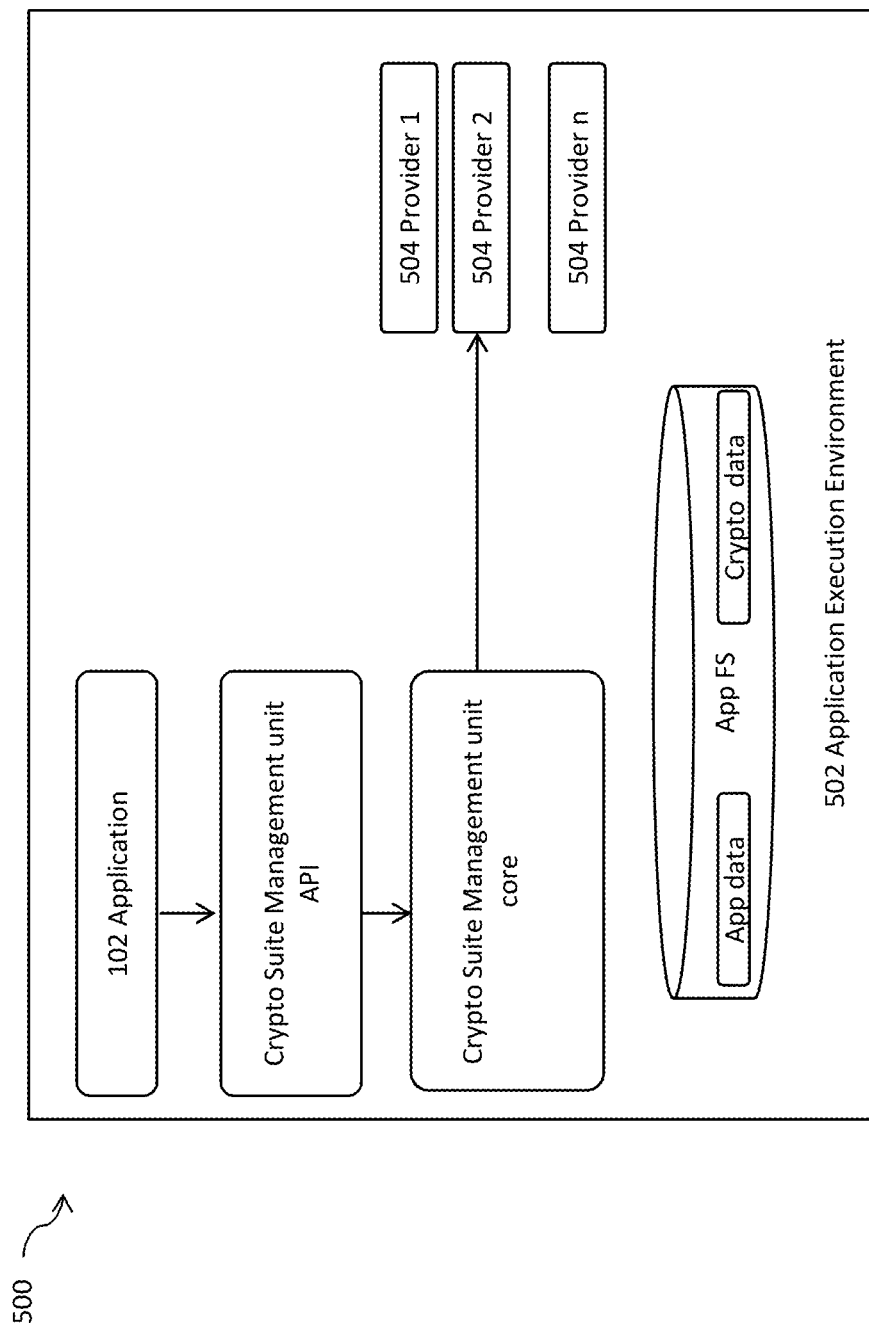 500
102 Application
Crypto Suite Management unit
API
Crypto Suite Management unit
core
504 Provider 1
504 Provider 2
504 Provider n
App data
App FS
Crypto data
502 Application Execution Environment